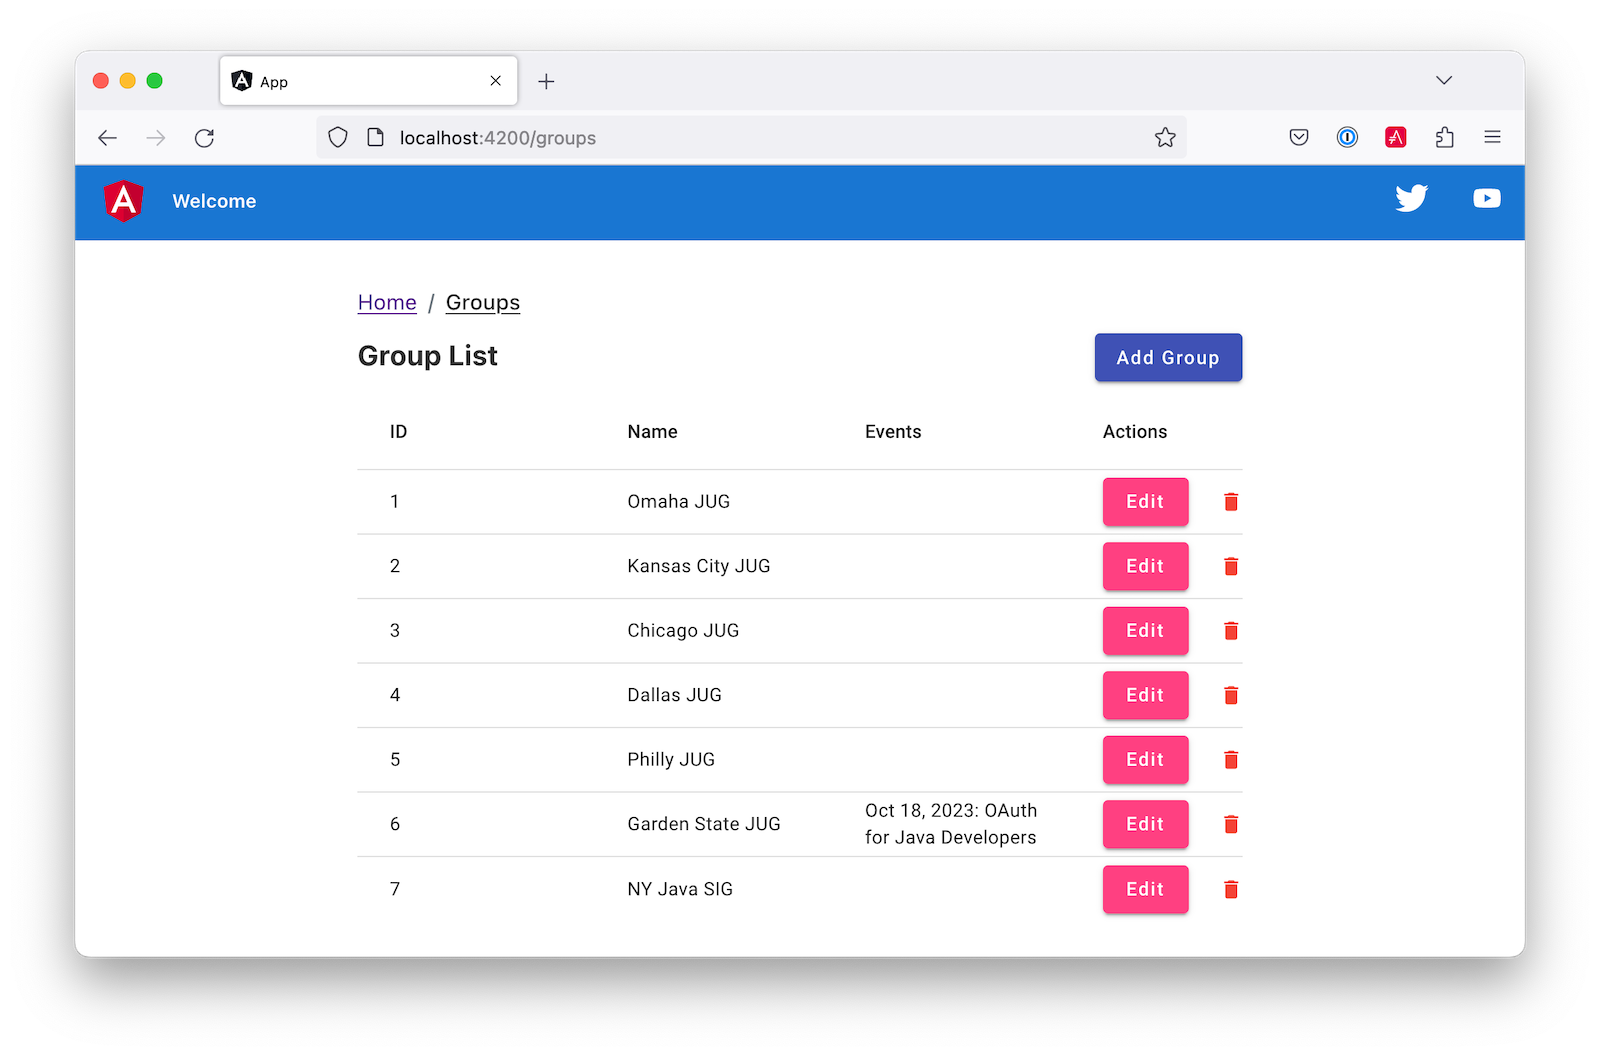 App
localhost:4200/groups
Welcome
Home / Groups
Group List
Add Group
ID Name Events Actions
1 Omaha JUG Edit
2 Kansas City JUG Edit
3 Chicago JUG Edit
4 Dallas JUG Edit
5 Philly JUG Edit
6 Garden State JUG Oct 18, 2023: OAuth
for Java Developers Edit
7 NY Java SIG Edit